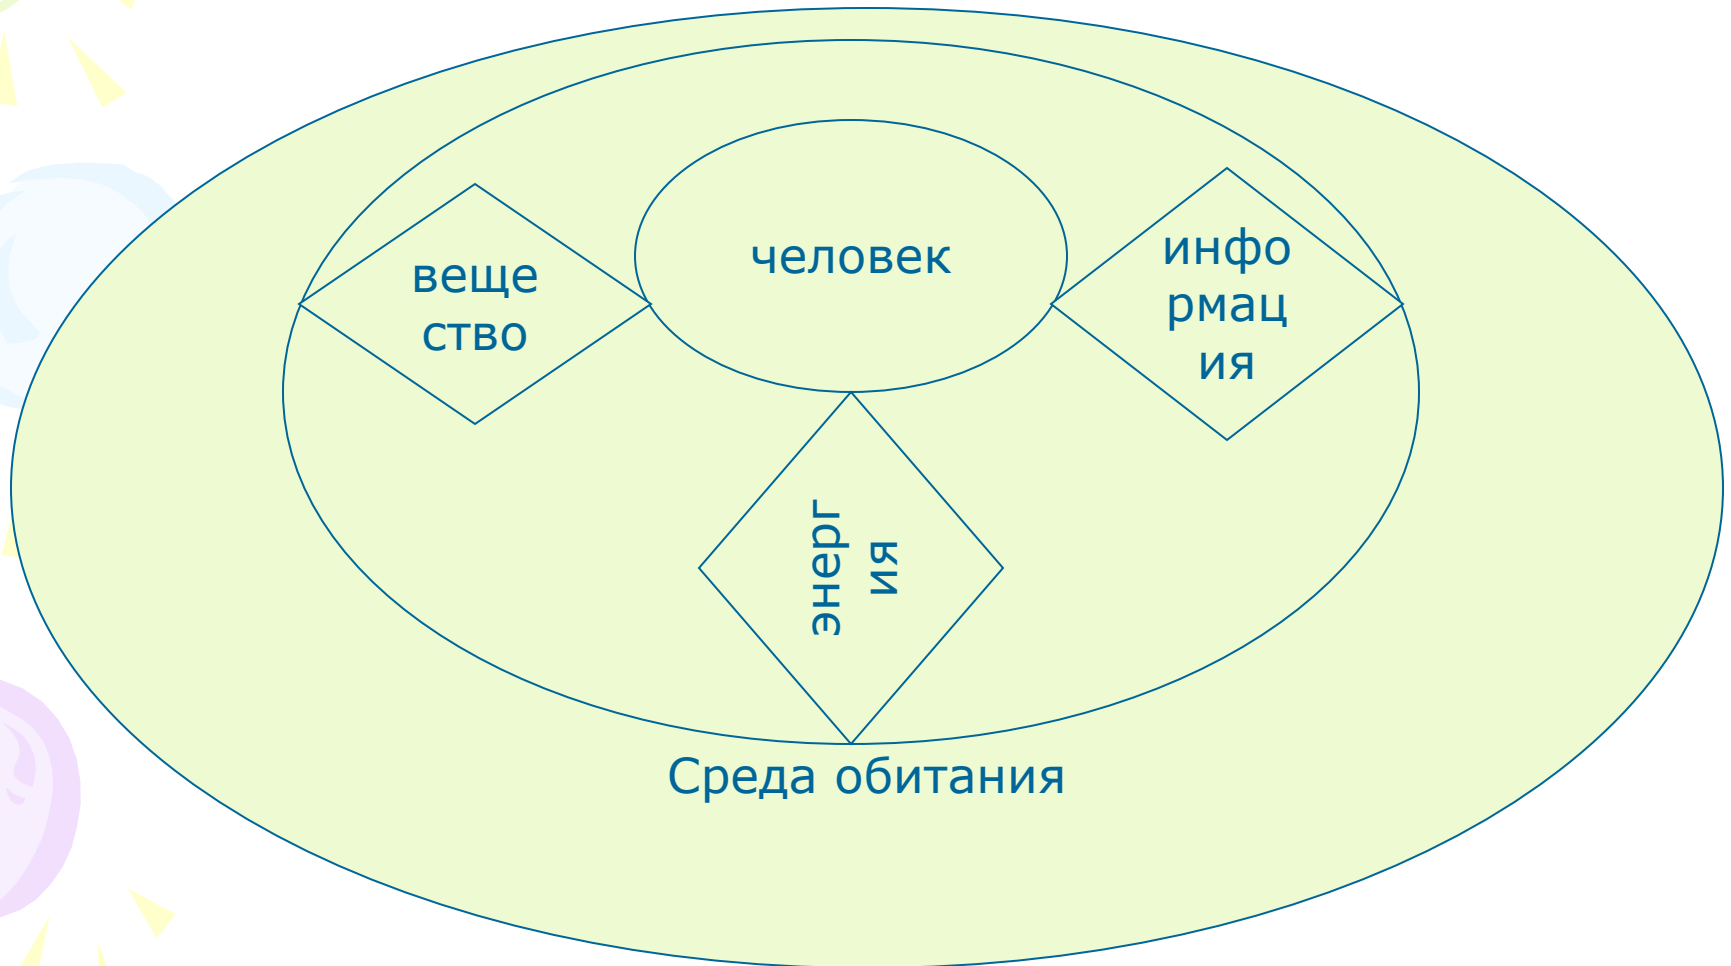 человек
веще
ство
инфо
рмац
ия
энерг
ия
Среда обитания